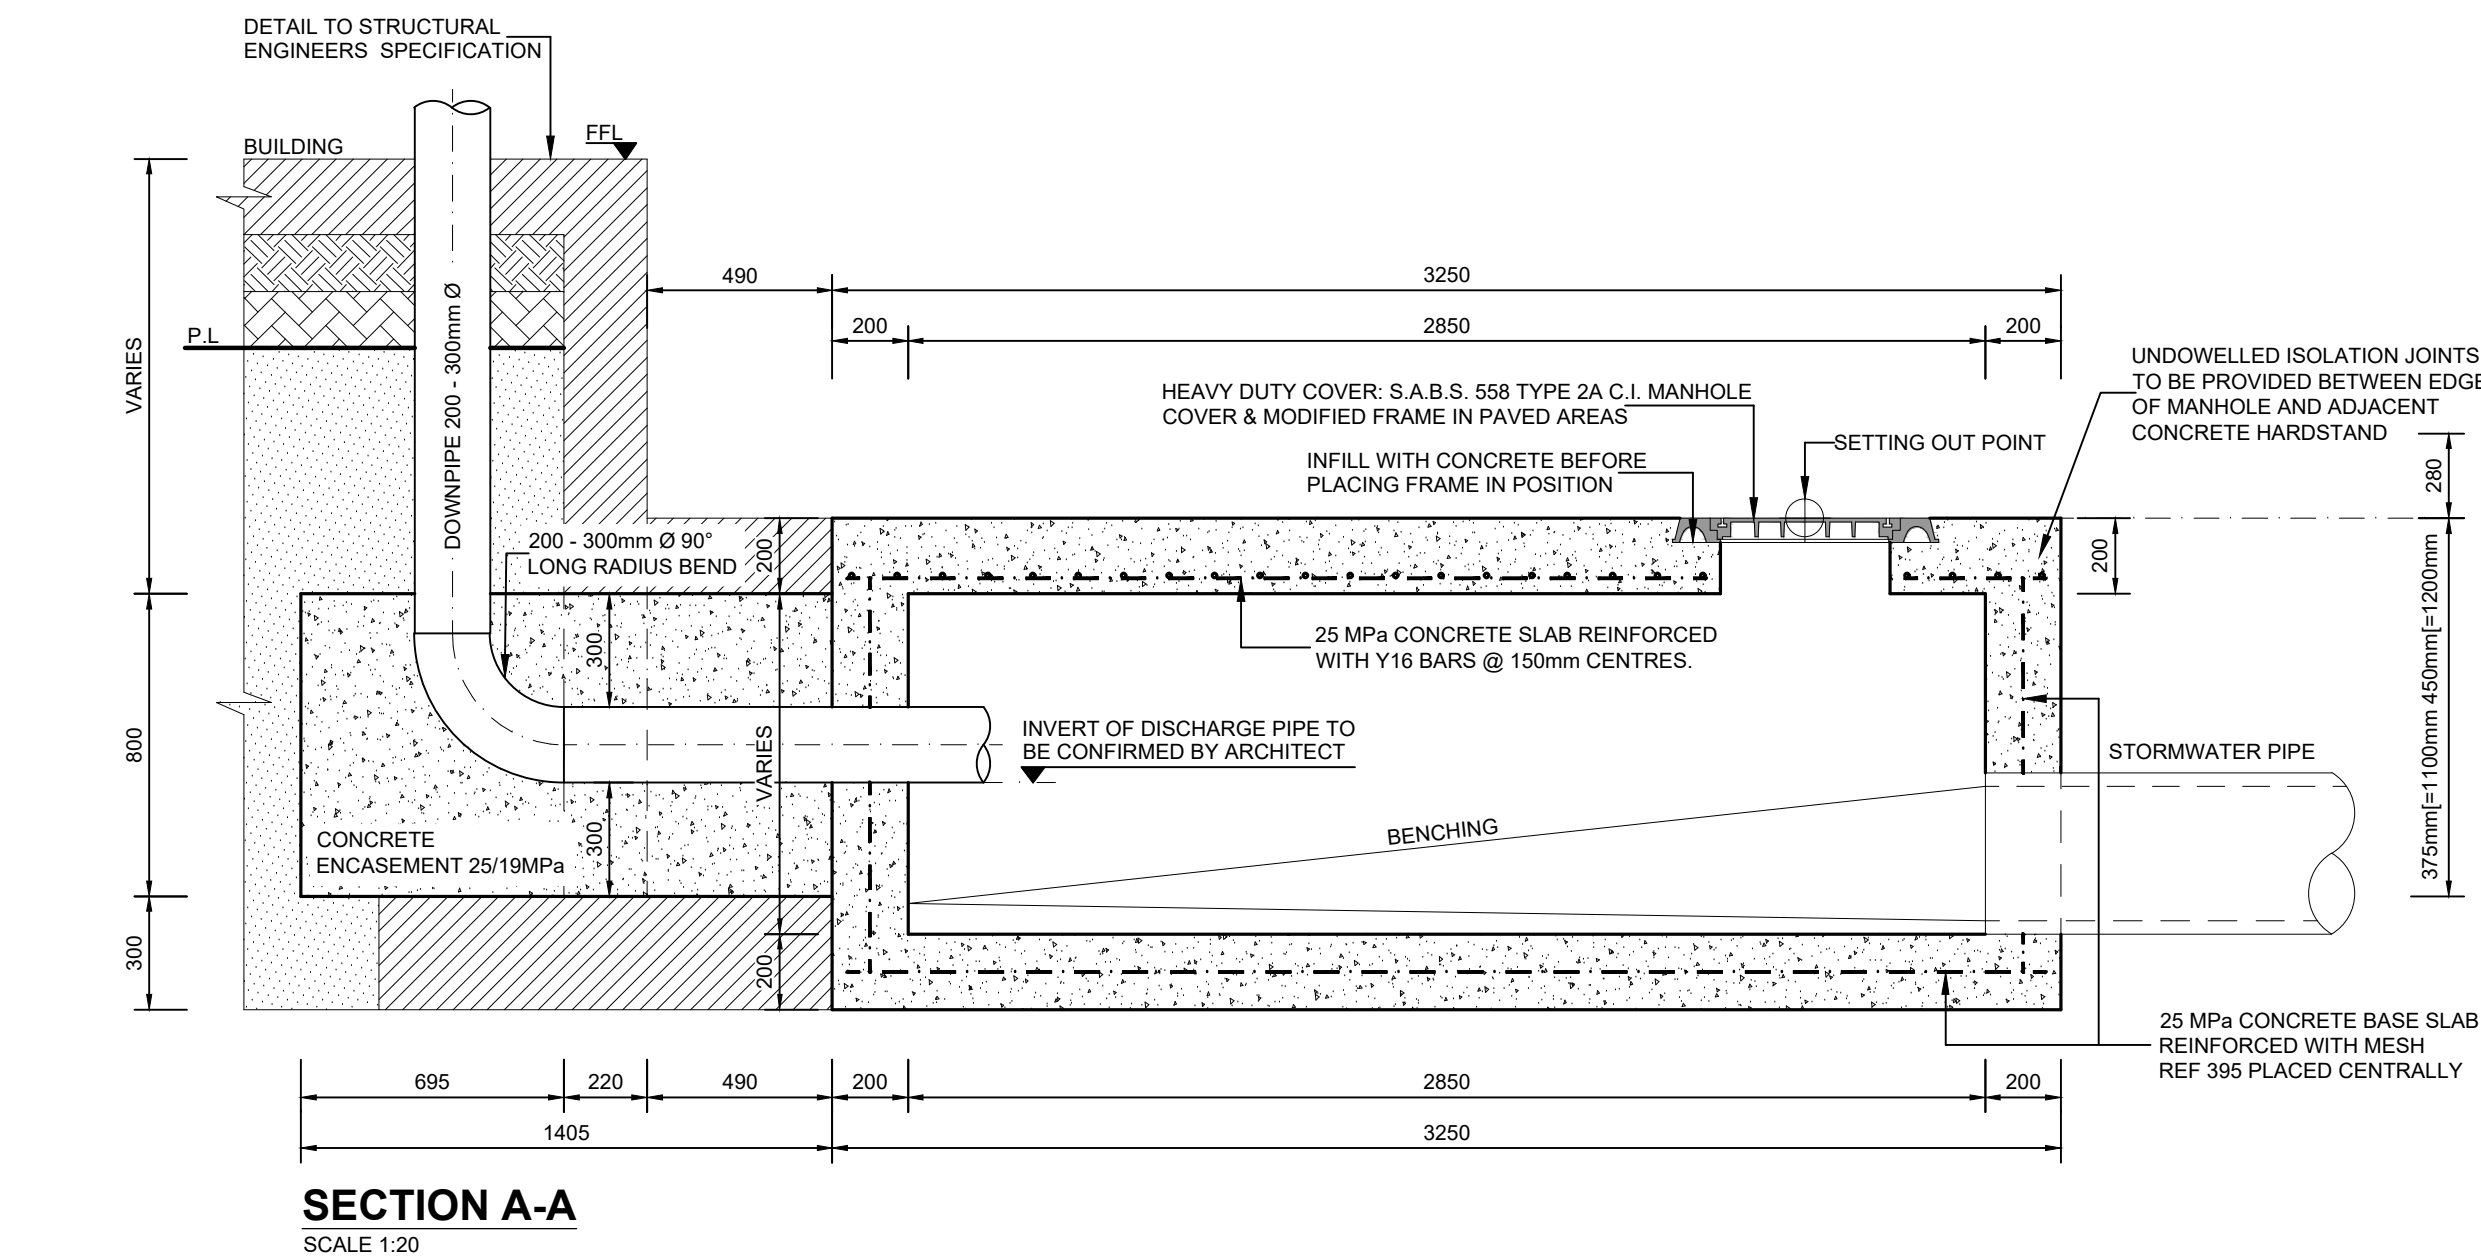 DETAIL TO STRUCTURAL
ENGINEERS SPECIFICATION
BUILDING
FFL
P.L
VARIES
800
300
DOWNPIPE 200 - 300mm Ø
490
3250
200
2850
200
HEAVY DUTY COVER: S.A.B.S. 558 TYPE 2A C.I. MANHOLE
COVER & MODIFIED FRAME IN PAVED AREAS
INFILL WITH CONCRETE BEFORE
PLACING FRAME IN POSITION
SETTING OUT POINT
UNDOWELLED ISOLATION JOINTS
TO BE PROVIDED BETWEEN EDGE
OF MANHOLE AND ADJACENT
CONCRETE HARDSTAND
280
200
375mm[=1100mm 450mm[=1200mm
200 - 300mm Ø 90°
LONG RADIUS BEND
200
300
300
VARIES
200
25 MPa CONCRETE SLAB REINFORCED
WITH Y16 BARS @ 150mm CENTRES.
INVERT OF DISCHARGE PIPE TO
BE CONFIRMED BY ARCHITECT
STORMWATER PIPE
BENCHING
CONCRETE
ENCASEMENT 25/19MPa
25 MPa CONCRETE BASE SLAB
REINFORCED WITH MESH
REF 395 PLACED CENTRALLY
695
220
490
200
2850
200
1405
3250
SECTION A-A
SCALE 1:20